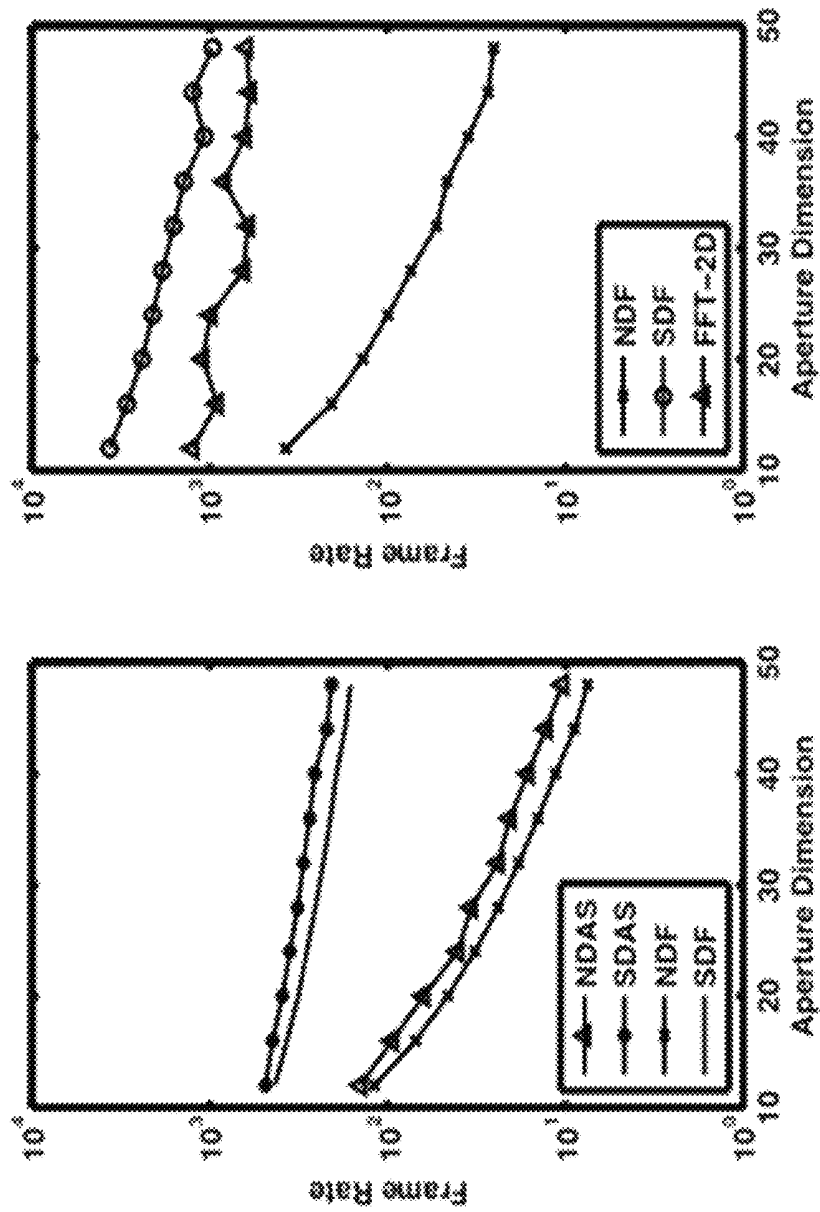 10⁴
10³
10²
10¹
10⁰
Frame Rate
10
20
30
40
50
Aperture Dimension
NDAS
SDAS
NDF
SDF
10⁴
10³
10²
10¹
10⁰
Frame Rate
10
20
30
40
50
Aperture Dimension
NDF
SDF
FFT-2D